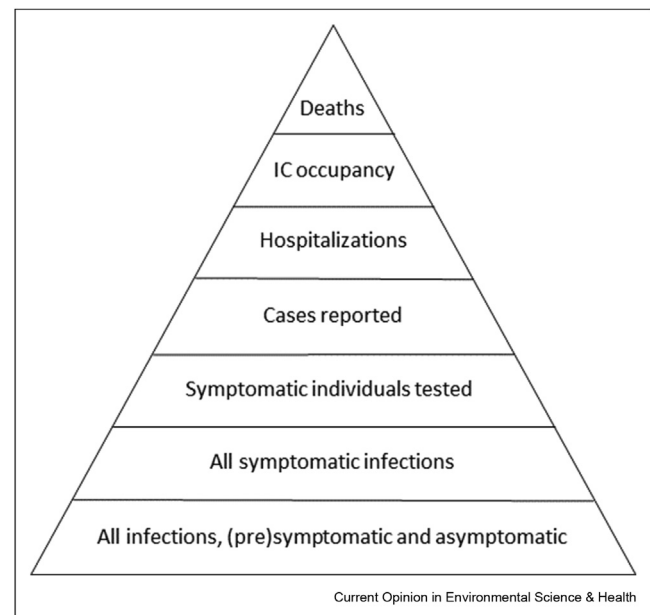 Deaths
IC occupancy
Hospitalizations
Cases reported
Symptomatic individuals tested
All symptomatic infections
All infections, (pre)symptomatic and asymptomatic
Current Opinion in Environmental Science & Health